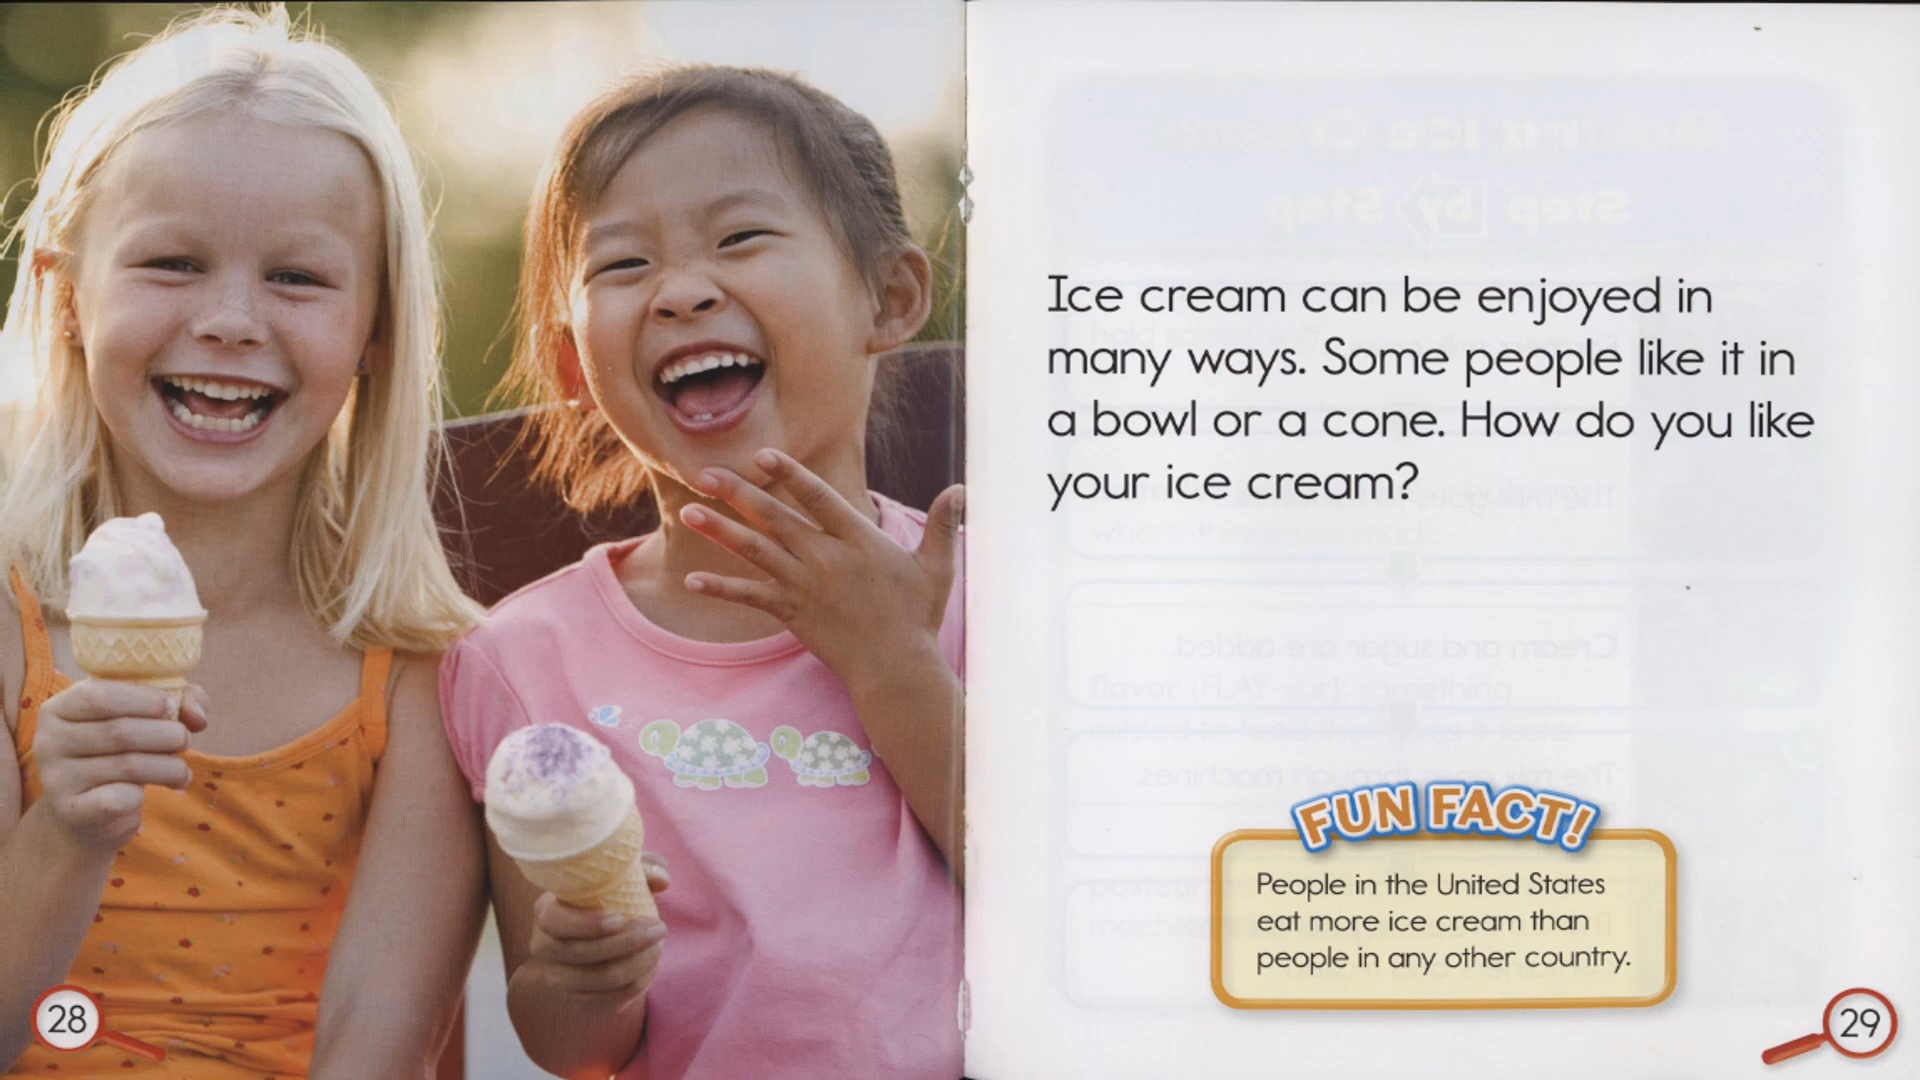 Ice cream can be enjoyed in
many ways. Some people like it in
a bowl or a cone. How do you like
your ice cream?
FUN FACT!
People in the United States
eat more ice cream than
people in any other country.
28
29